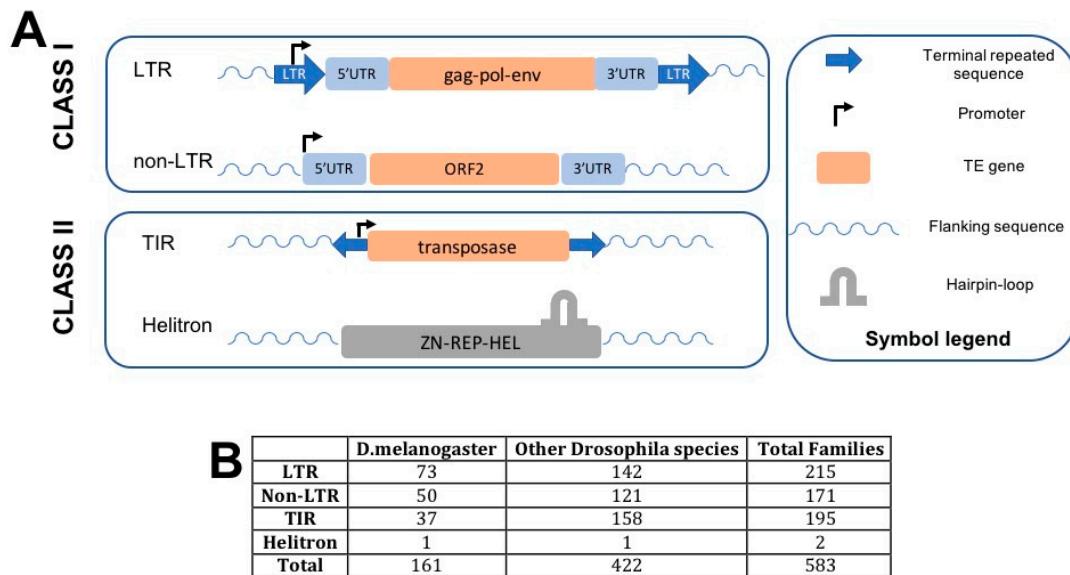 A
CLASS I
LTR
LTR
5'UTR
gag-pol-env
3'UTR
LTR
non-LTR
5'UTR
ORF2
3'UTR
CLASS II
TIR
transposase
Helitron
ZN-REP-HEL
Terminal repeated
sequence
Promoter
TE gene
Flanking sequence
Hairpin-loop
Symbol legend
B
D.melanogaster Other Drosophila species Total Families
LTR 73 142 215
Non-LTR 50 121 171
TIR 37 158 195
Helitron 1 1 2
Total 161 422 583